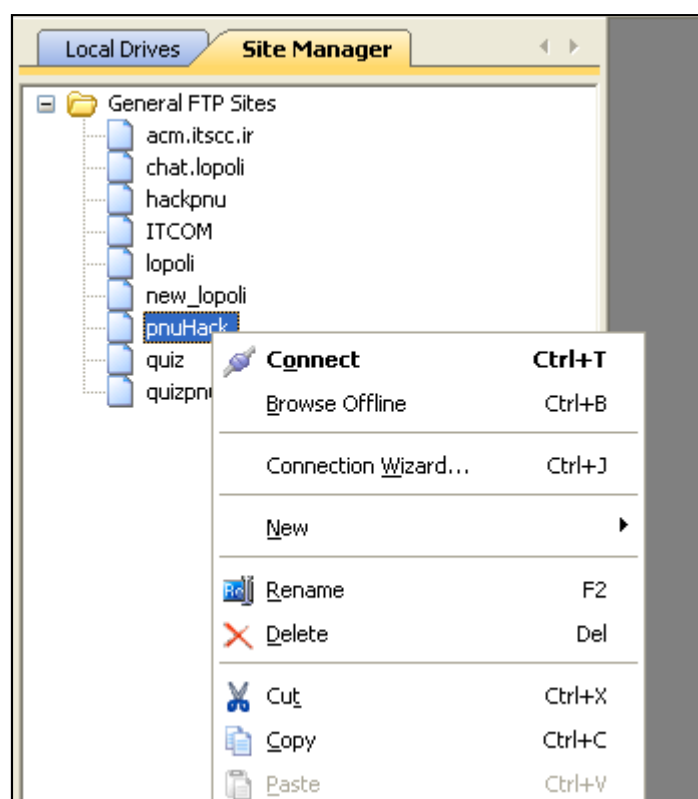 Local Drives Site Manager
General FTP Sites
acm.itscc.ir
chat.lopoli
hackpnu
ITCOM
lopoli
new_lopoli
pnuHack
quiz
quizpnu
Connect Ctrl+T
Browse Offline Ctrl+B
Connection Wizard... Ctrl+J
New
Rename F2
Delete Del
Cut Ctrl+X
Copy Ctrl+C
Paste Ctrl+V